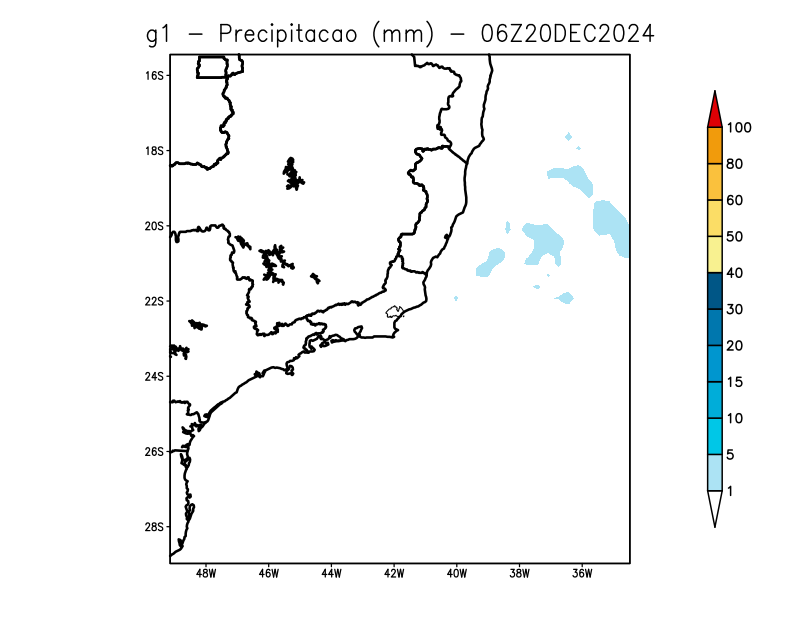 g1 – Precipitacao (mm) – 06Z20DEC2024
16S
18S
20S
22S
24S
26S
28S
48W 46W 44W 42W 40W 38W 36W
100
80
60
50
40
30
20
15
10
5
1